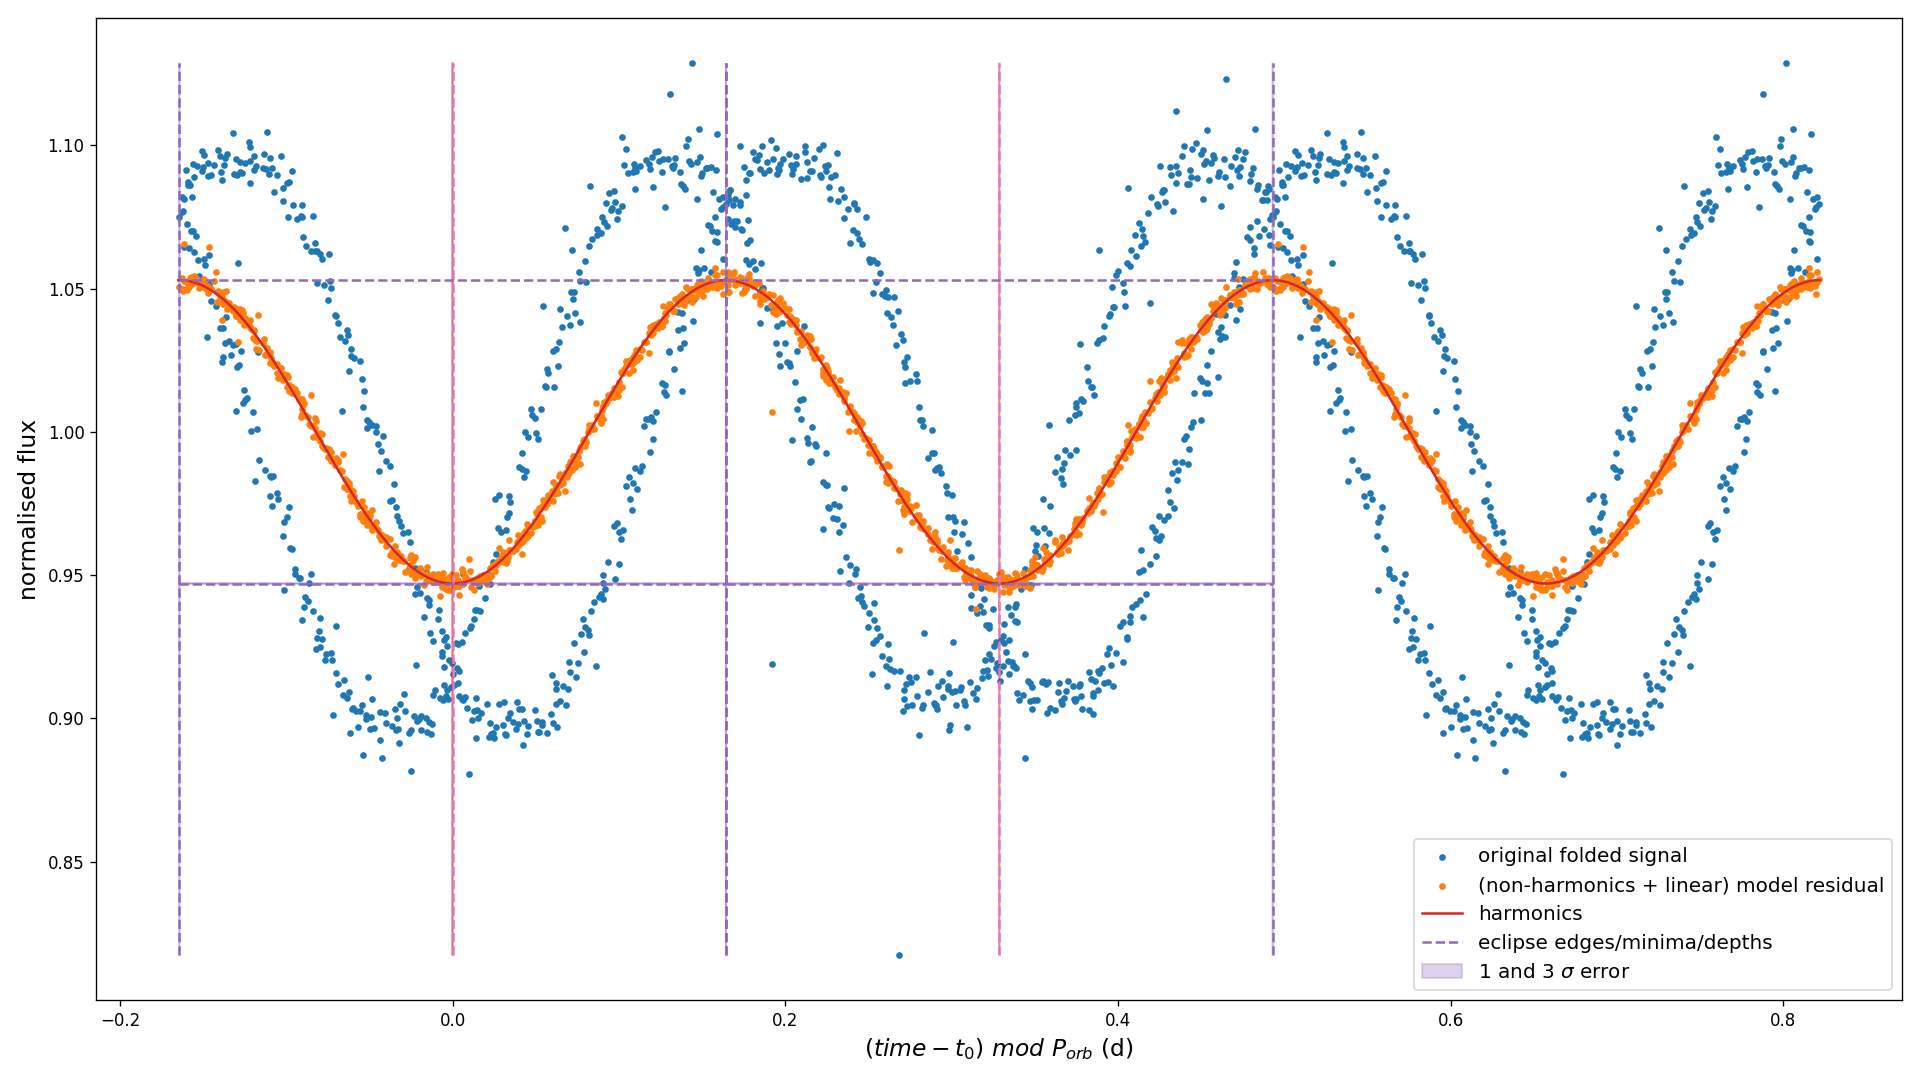 normalised flux
1.10
1.05
1.00
0.95
0.90
0.85
−0.2
0.0
0.2
0.4
0.6
0.8
(time − t₀) mod Pₒᵣb (d)
original folded signal
(non-harmonics + linear) model residual
harmonics
eclipse edges/minima/depths
1 and 3 σ error